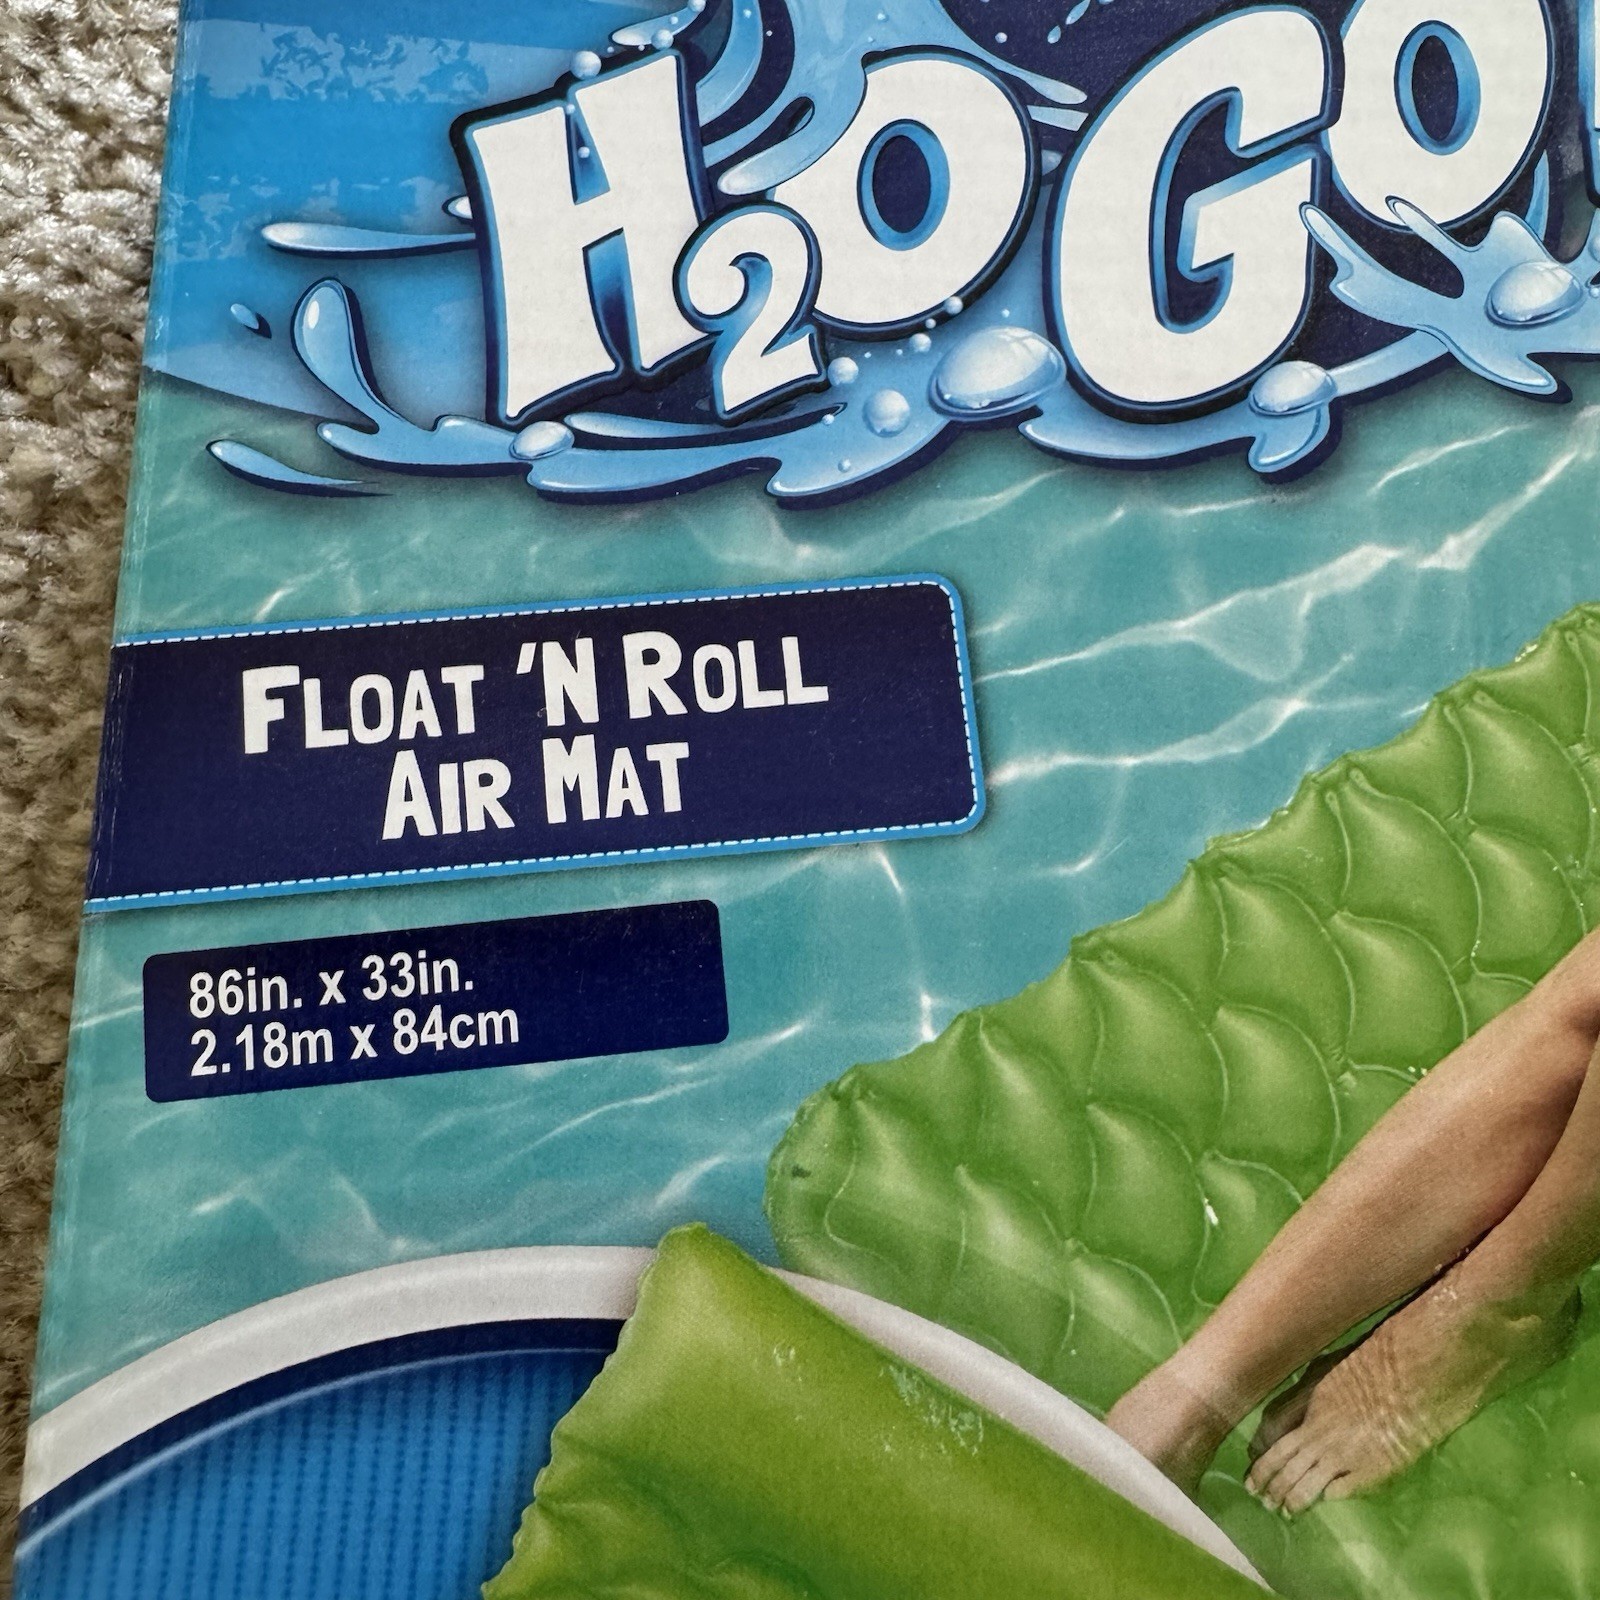 H2OGO
FLOAT 'N ROLL
AIR MAT
86in. x 33in.
2.18m x 84cm